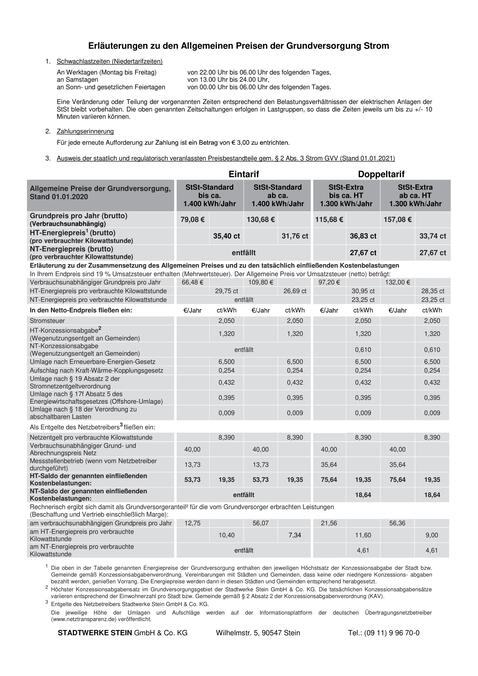 Erläuterungen zu den Allgemeinen Preisen der Grundversorgung Strom
1. Schwachlastzeiten (Niedertarifzeiten)
An Werktagen (Montag bis Freitag) von 22.00 Uhr bis 06.00 Uhr des folgenden Tages,
an Samstagen von 13.00 Uhr bis 24.00 Uhr,
an Sonn- und gesetzlichen Feiertagen von 00.00 Uhr bis 06.00 Uhr des folgenden Tages.
Eine Veränderung oder Teilung der vorgenannten Zeiten entsprechend den Belastungsverhältnissen der elektrischen Anlagen der
StSt bleibt vorbehalten. Die oben genannten Zeitschaltungen erfolgen in Lastgruppen, so dass die Zeiten jeweils um bis zu +/- 10
Minuten variieren können.
2. Zahlungserinnerung
Für jede erneute Aufforderung zur Zahlung ist ein Betrag von € 3,00 zu entrichten.
3. Ausweis der staatlich und regulatorisch veranlassten Preisbestandteile gem. § 2 Abs. 3 Strom GVV (Stand 01.01.2021)
Eintarif Doppeltarif
Allgemeine Preise der Grundversorgung, Stand 01.01.2020
StSt-Standard bis ca. 1.400 kWh/Jahr
StSt-Standard ab ca. 1.400 kWh/Jahr
StSt-Extra bis ca. HT 1.300 kWh/Jahr
StSt-Extra ab ca. HT 1.300 kWh/Jahr
Grundpreis pro Jahr (brutto) 79,08 € 130,68 € 115,68 € 157,08 €
(Verbrauchsunabhängig)
HT-Energiepreis1 (brutto) 35,40 ct 31,76 ct 36,83 ct 33,74 ct
(pro verbrauchter Kilowattstunde)
NT-Energiepreis (brutto) entfällt 27,67 ct 27,67 ct
(pro verbrauchter Kilowattstunde)
Erläuterung zu der Zusammensetzung des Allgemeinen Preises und zu den tatsächlich einfließenden Kostenbelastungen
In Ihrem Endpreis sind 19 % Umsatzsteuer enthalten (Mehrwertsteuer). Der Allgemeine Preis vor Umsatzsteuer (netto) beträgt:
Verbrauchsunabhängiger Grundpreis pro Jahr 66,48 € 109,80 € 97,20 € 132,00 €
HT-Energiepreis pro verbrauchter Kilowattstunde 29,75 ct 26,69 ct 30,95 ct 28,35 ct
NT-Energiepreis pro verbrauchter Kilowattstunde entfällt 23,25 ct 23,25 ct
In den Netto-Endpreis fließen ein: €/Jahr ct/kWh €/Jahr ct/kWh €/Jahr ct/kWh €/Jahr ct/kWh
Stromsteuer 2,050 2,050 2,050 2,050
HT-Konzessionsabgabe2 1,320 1,320 1,320 1,320
(Wegenutzungsentgelt an Gemeinden)
NT-Konzessionsabgabe entfällt 0,610 0,610
(Wegenutzungsentgelt an Gemeinden)
Umlage nach Erneuerbare-Energien-Gesetz 6,500 6,500 6,500 6,500
Aufschlag nach Kraft-Wärme-Kopplungsgesetz 0,254 0,254 0,254 0,254
Umlage nach § 19 Absatz 2 der 0,432 0,432 0,432 0,432
Stromnetzentgeltverordnung
Umlage nach § 17f Absatz 5 des 0,395 0,395 0,395 0,395
Energiewirtschaftsgesetzes (Offshore-Umlage)
Umlage nach § 18 der Verordnung zu 0,009 0,009 0,009 0,009
abschaltbaren Lasten
Als Entgelte des Netzbetreibers3 fließen ein:
Netzentgelt pro verbrauchte Kilowattstunde 8,390 8,390 8,390 8,390
Verbrauchsunabhängiger Grund- und 40,00 40,00 40,00 40,00
Abrechnungspreis Netz
Messstellenbetrieb (wenn vom Netzbetreiber 13,73 13,73 35,64 35,64
durchgeführt)
HT-Saldo der genannten einfließenden 53,73 19,35 53,73 19,35 75,64 19,35 75,64 19,35
Kostenbelastungen:
NT-Saldo der genannten einfließenden entfällt 18,64 18,64
Kostenbelastungen:
Rechnerisch ergibt sich damit als Grundversorgeranteil³ für die vom Grundversorger erbrachten Leistungen
(Beschaffung und Vertrieb einschließlich Marge):
am verbrauchsunabhängigen Grundpreis pro Jahr 12,75 56,07 21,56 56,36
am HT-Energiepreis pro verbrauchte 10,40 7,34 11,60 9,00
Kilowattstunde
am NT-Energiepreis pro verbrauchte entfällt 4,61 4,61
Kilowattstunde
1 Die oben in der Tabelle genannten Energiepreise der Grundversorgung enthalten den jeweiligen Höchstsatz der Konzessionsabgabe der Stadt bzw.
Gemeinde gemäß Konzessionsabgabenverordnung. Vereinbarungen mit Städten und Gemeinden, dass keine oder niedrigere Konzessions- abgaben
bezahlt werden, genießen Vorrang. Die Energiepreise werden dann in diesen Städten und Gemeinden entsprechend herabgesetzt.
2 Höchster Konzessionsabgabensatz im Grundversorgungsgebiet der Stadtwerke Stein GmbH & Co. KG. Die tatsächlichen Konzessionsabgabensätze
variieren entsprechend der Einwohnerzahl pro Stadt bzw. Gemeinde gemäß § 2 Absatz 2 der Konzessionsabgabenverordnung (KAV).
3 Entgelte des Netzbetreibers Stadtwerke Stein GmbH & Co. KG.
Die jeweilige Höhe der Umlagen und Aufschläge werden auf der Informationsplattform der deutschen Übertragungsnetzbetreiber
(www.netztransparenz.de) veröffentlicht.
STADTWERKE STEIN GmbH & Co. KG Wilhelmstr. 5, 90547 Stein Tel.: (09 11) 9 96 70-0